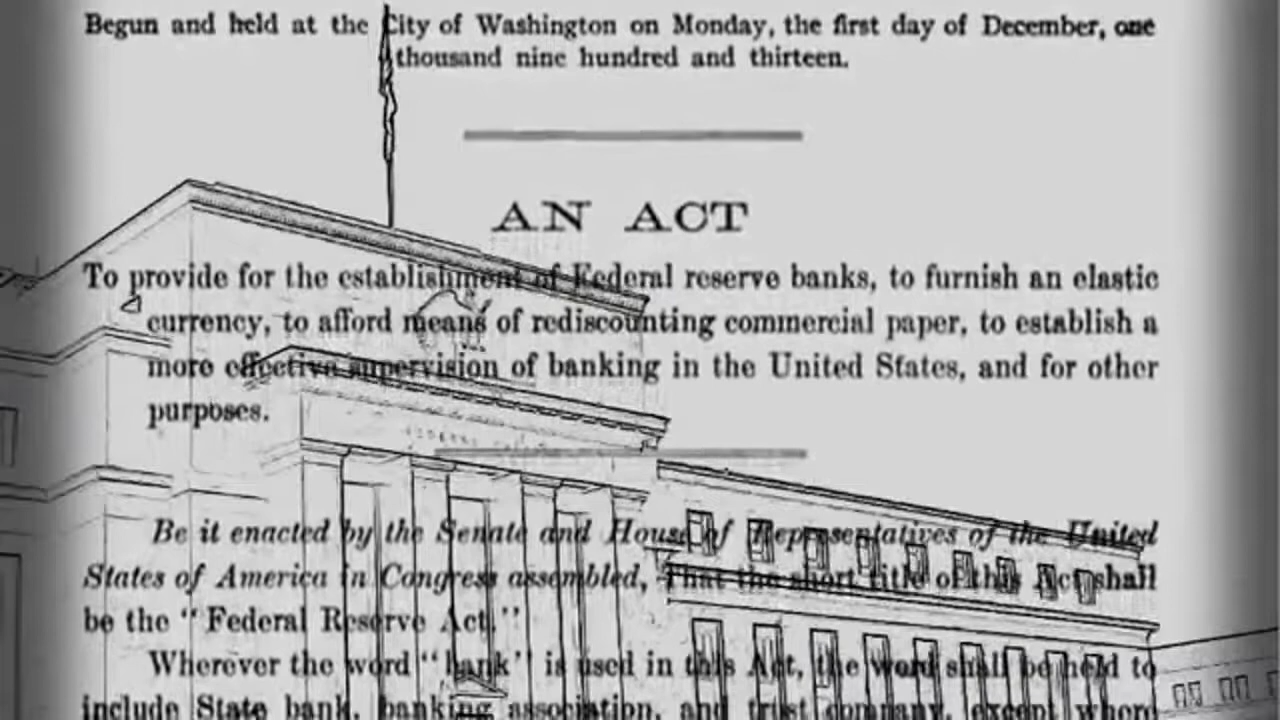 Begun and held at the City of Washington on Monday, the first day of December, one
thousand nine hundred and thirteen.
AN ACT
To provide for the establishment of Federal reserve banks, to furnish an elastic
currency, to afford means of rediscounting commercial paper, to establish a
more effective supervision of banking in the United States, and for other
purposes.
Be it enacted by the Senate and House of Representatives of the United
States of America in Congress assembled, That the short title of this Act shall
be the "Federal Reserve Act."
Wherever the word "bank" is used in this Act, the word shall be held to
include State bank, banking association, and trust company, except where